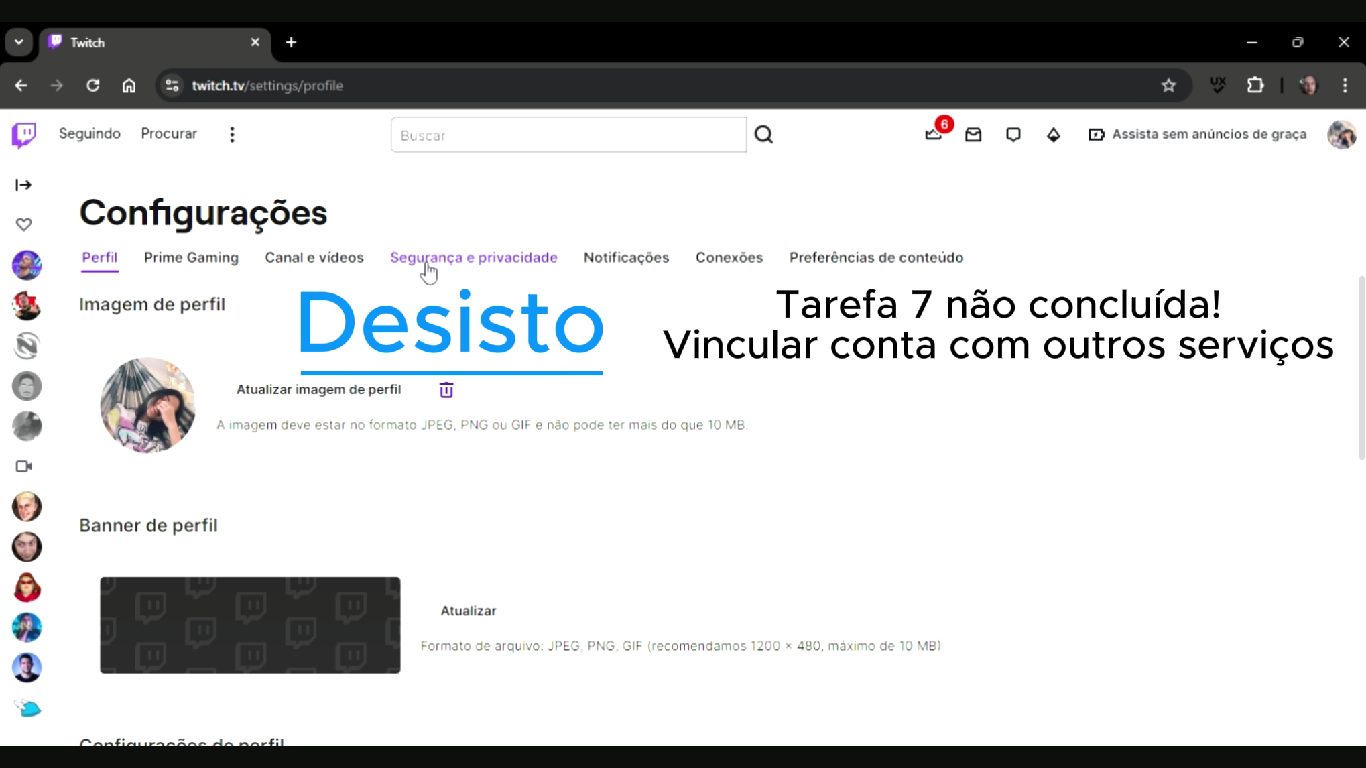 Twitch
twitch.tv/settings/profile
UX
Seguindo Procurar
Buscar
6
Assista sem anúncios de graça
Configurações
Perfil Prime Gaming Canal e vídeos Segurança e privacidade Notificações Conexões Preferências de conteúdo
Imagem de perfil
Desisto
Tarefa 7 não concluída!
Vincular conta com outros serviços
Atualizar imagem de perfil
A imagem deve estar no formato JPEG, PNG ou GIF e não pode ter mais do que 10 MB.
Banner de perfil
Atualizar
Formato de arquivo: JPEG, PNG, GIF (recomendamos 1200 × 480, máximo de 10 MB)
Configurações de perfil